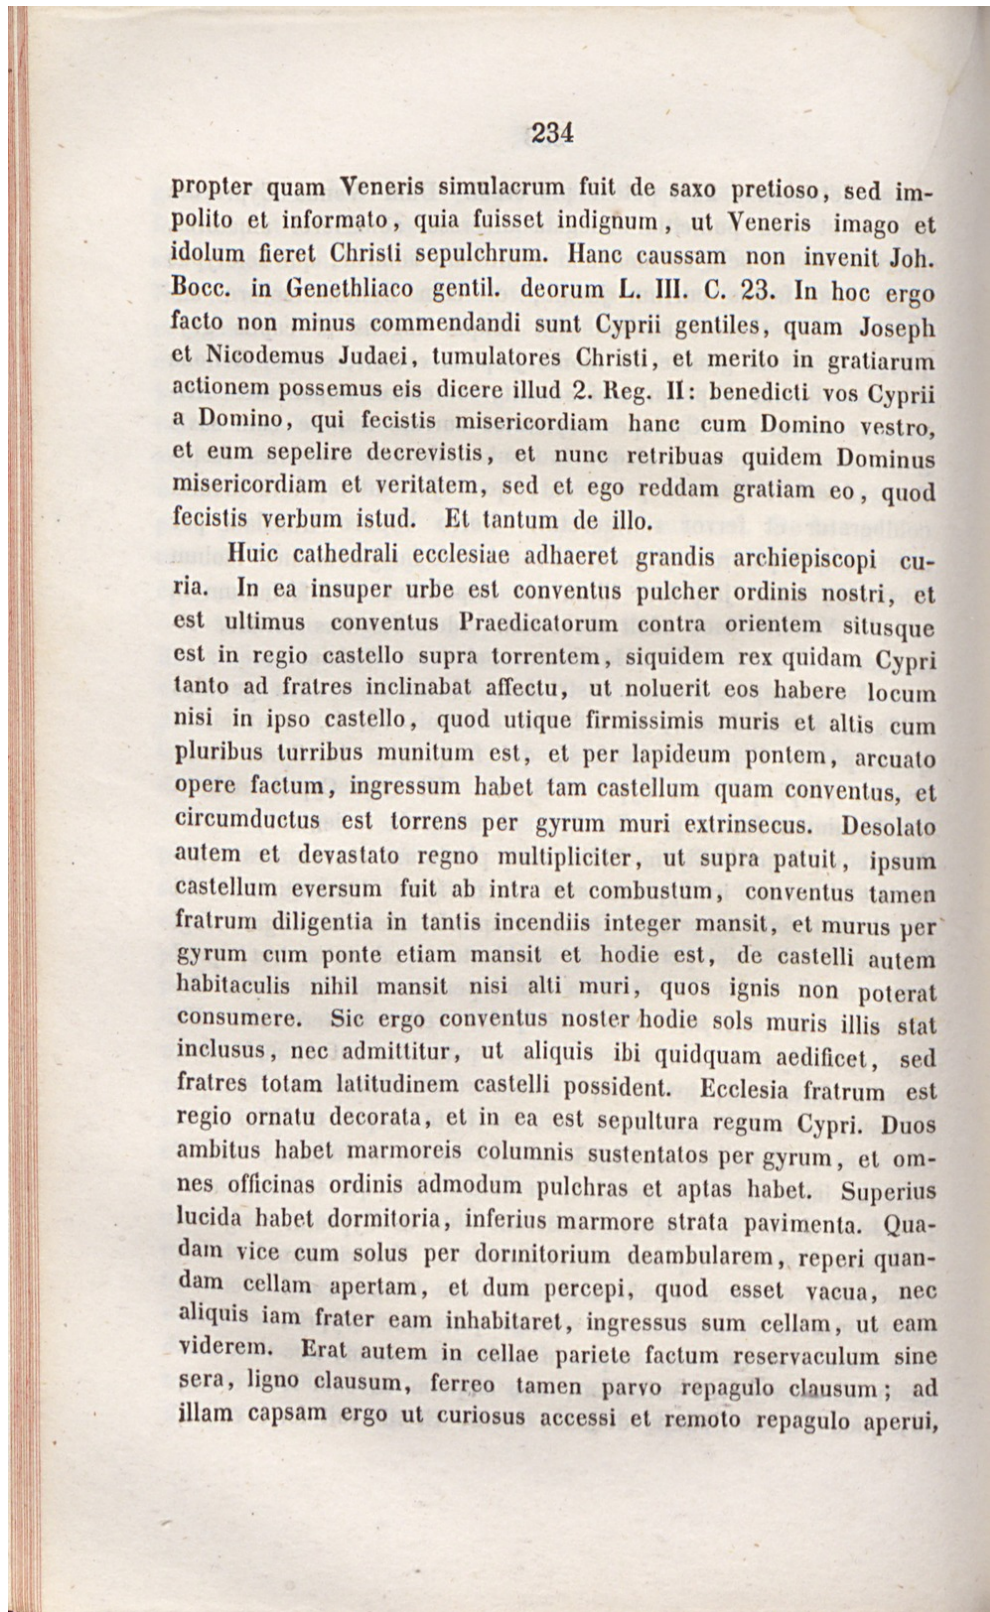 234
propter quam Veneris simulacrum fuit de saxo pretioso, sed im-
polito et informato, quia fuisset indignum, ut Veneris imago et
idolum fieret Christi sepulchrum. Hanc caussam non invenit Joh.
Bocc. in Genethliaco gentil. deorum L. III. C. 23. In hoc ergo
facto non minus commendandi sunt Cyprii gentiles, quam Joseph
et Nicodemus Judaei, tumulatores Christi, et merito in gratiarum
actionem possemus eis dicere illud 2. Reg. II: benedicti vos Cyprii
a Domino, qui fecistis misericordiam hanc cum Domino vestro,
et eum sepelire decrevistis, et nunc retribuas quidem Dominus
misericordiam et veritatem, sed et ego reddam gratiam eo, quod
fecistis verbum istud. Et tantum de illo.
Huic cathedrali ecclesiae adhaeret grandis archiepiscopi cu-
ria. In ea insuper urbe est conventus pulcher ordinis nostri, et
est ultimus conventus Praedicatorum contra orientem situsque
est in regio castello supra torrentem, siquidem rex quidam Cypri
tanto ad fratres inclinabat affectu, ut noluerit eos habere locum
nisi in ipso castello, quod utique firmissimis muris et altis cum
pluribus turribus munitum est, et per lapideum pontem, arcuato
opere factum, ingressum habet tam castellum quam conventus, et
circumductus est torrens per gyrum muri extrinsecus. Desolato
autem et devastato regno multipliciter, ut supra patuit, ipsum
castellum eversum fuit ab intra et combustum, conventus tamen
fratrum diligentia in tantis incendiis integer mansit, et murus per
gyrum cum ponte etiam mansit et hodie est, de castelli autem
habitaculis nihil mansit nisi alti muri, quos ignis non poterat
consumere. Sic ergo conventus noster hodie sols muris illis stat
inclusus, nec admittitur, ut aliquis ibi quidquam aedificet, sed
fratres totam latitudinem castelli possident. Ecclesia fratrum est
regio ornatu decorata, et in ea est sepultura regum Cypri. Duos
ambitus habet marmoreis columnis sustentatos per gyrum, et om-
nes officinas ordinis admodum pulchras et aptas habet. Superius
lucida habet dormitoria, inferius marmore strata pavimenta. Qua-
dam vice cum solus per dormitorium deambularem, reperi quan-
dam cellam apertam, et dum percepi, quod esset vacua, nec
aliquis iam frater eam inhabitaret, ingressus sum cellam, ut eam
viderem. Erat autem in cellae pariete factum reservaculum sine
sera, ligno clausum, ferreo tamen parvo repagulo clausum; ad
illam capsam ergo ut curiosus accessi et remoto repagulo aperui,